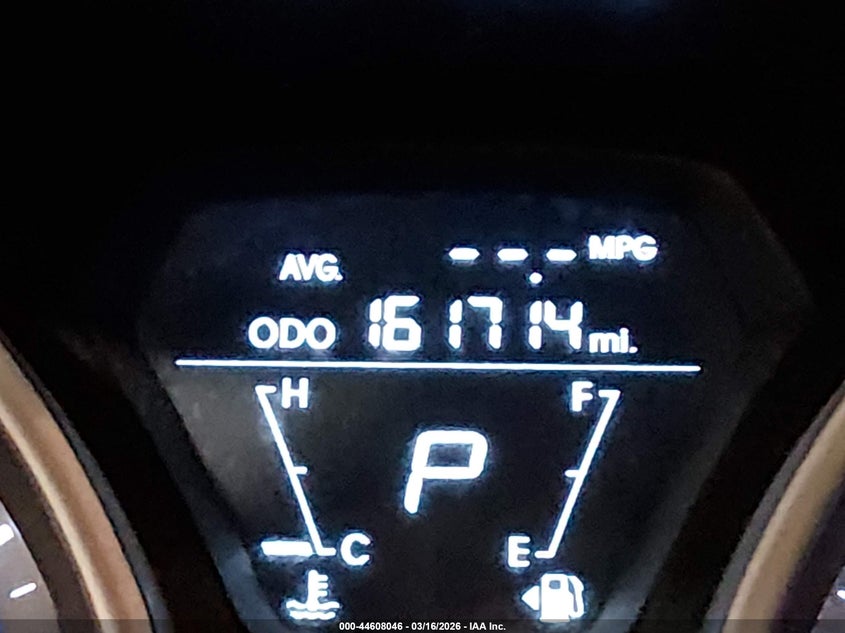 AVG. --.- MPG
ODO 161714 mi.
H F
P
C E
000-44608046 - 03/16/2026 - IAA Inc.